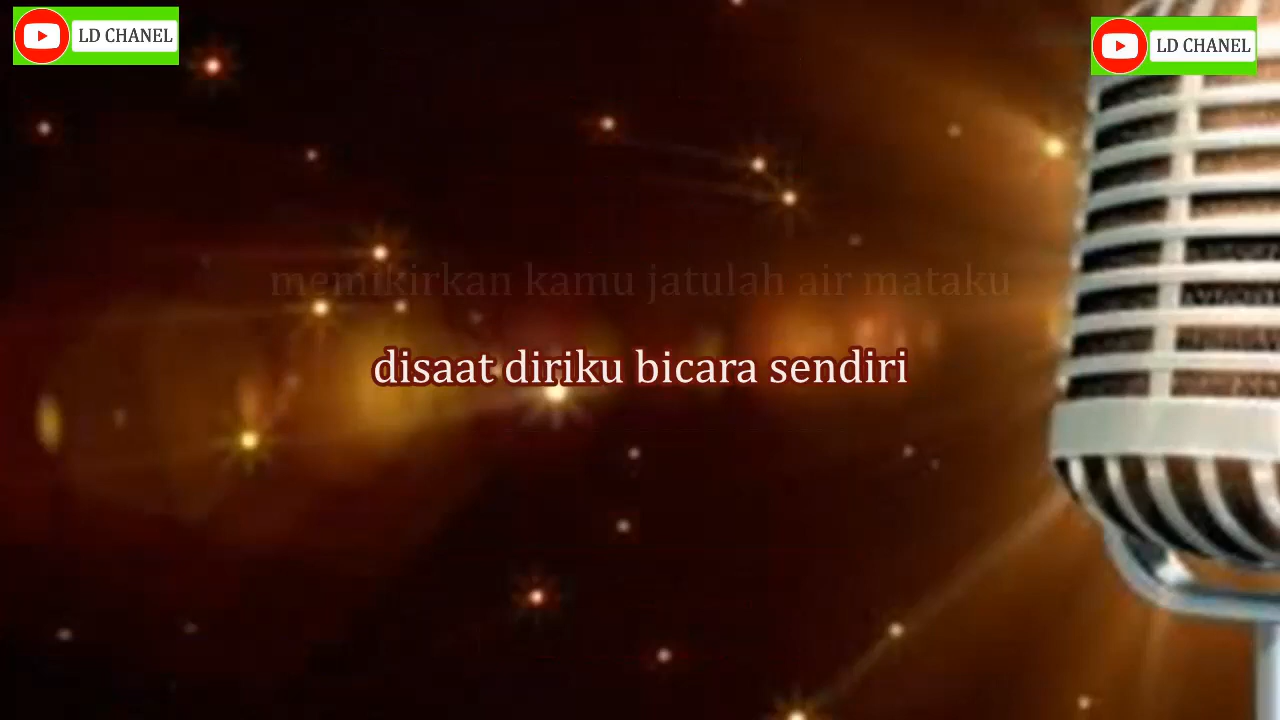 LD CHANEL
LD CHANEL
memikirkan kamu jatulah air mataku
disaat diriku bicara sendiri